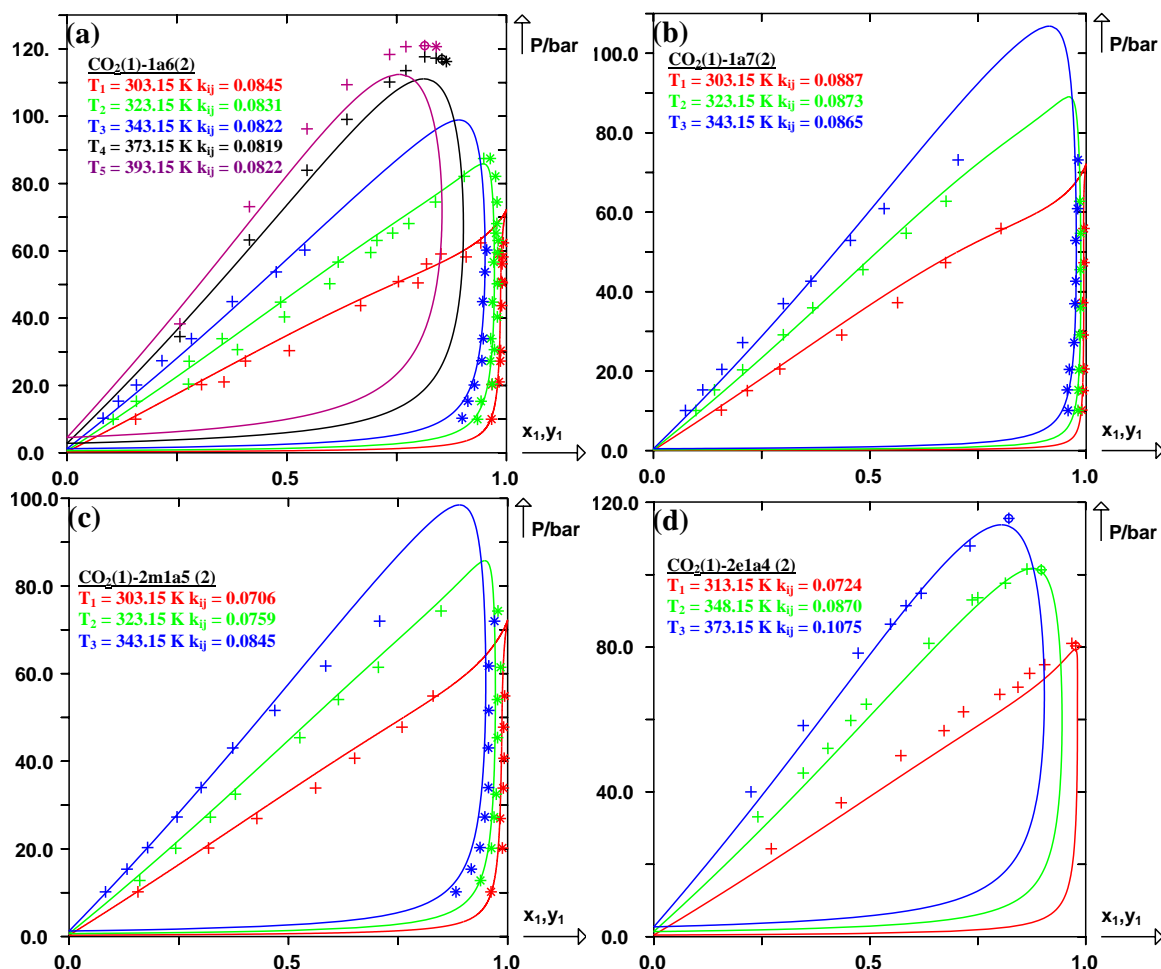 (a)
P/bar
120.
CO2(1)-1a6(2)
T1 = 303.15 K kij = 0.0845
T2 = 323.15 K kij = 0.0831
T3 = 343.15 K kij = 0.0822
T4 = 373.15 K kij = 0.0819
T5 = 393.15 K kij = 0.0822
100.
80.0
60.0
40.0
20.0
0.0
x1,y1
0.0
0.5
1.0
(b)
P/bar
100.
CO2(1)-1a7(2)
T1 = 303.15 K kij = 0.0887
T2 = 323.15 K kij = 0.0873
T3 = 343.15 K kij = 0.0865
80.0
60.0
40.0
20.0
0.0
x1,y1
0.0
0.5
1.0
(c)
P/bar
100.
CO2(1)-2m1a5 (2)
T1 = 303.15 K kij = 0.0706
T2 = 323.15 K kij = 0.0759
T3 = 343.15 K kij = 0.0845
80.0
60.0
40.0
20.0
0.0
x1,y1
0.0
0.5
1.0
(d)
P/bar
120.0
CO2(1)-2e1a4 (2)
T1 = 313.15 K kij = 0.0724
T2 = 348.15 K kij = 0.0870
T3 = 373.15 K kij = 0.1075
80.0
40.0
0.0
x1,y1
0.0
0.5
1.0